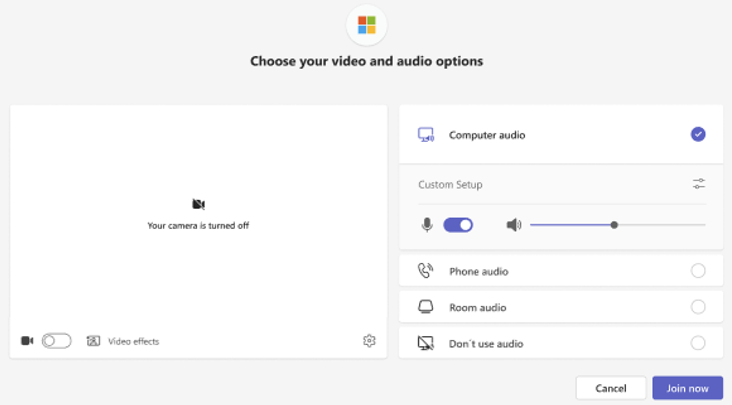 Choose your video and audio options
Your camera is turned off
Video effects
Computer audio
Custom Setup
Phone audio
Room audio
Don´t use audio
Cancel
Join now